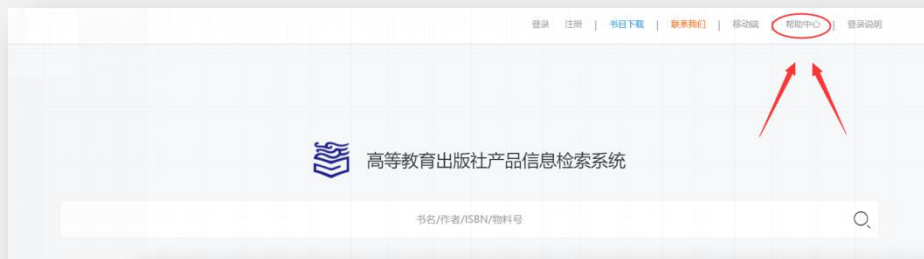 登录 注册 | 书目下载 | 联系我们 | 移动端 | 帮助中心 | 登录说明
高等教育出版社产品信息检索系统
书名/作者/ISBN/物料号